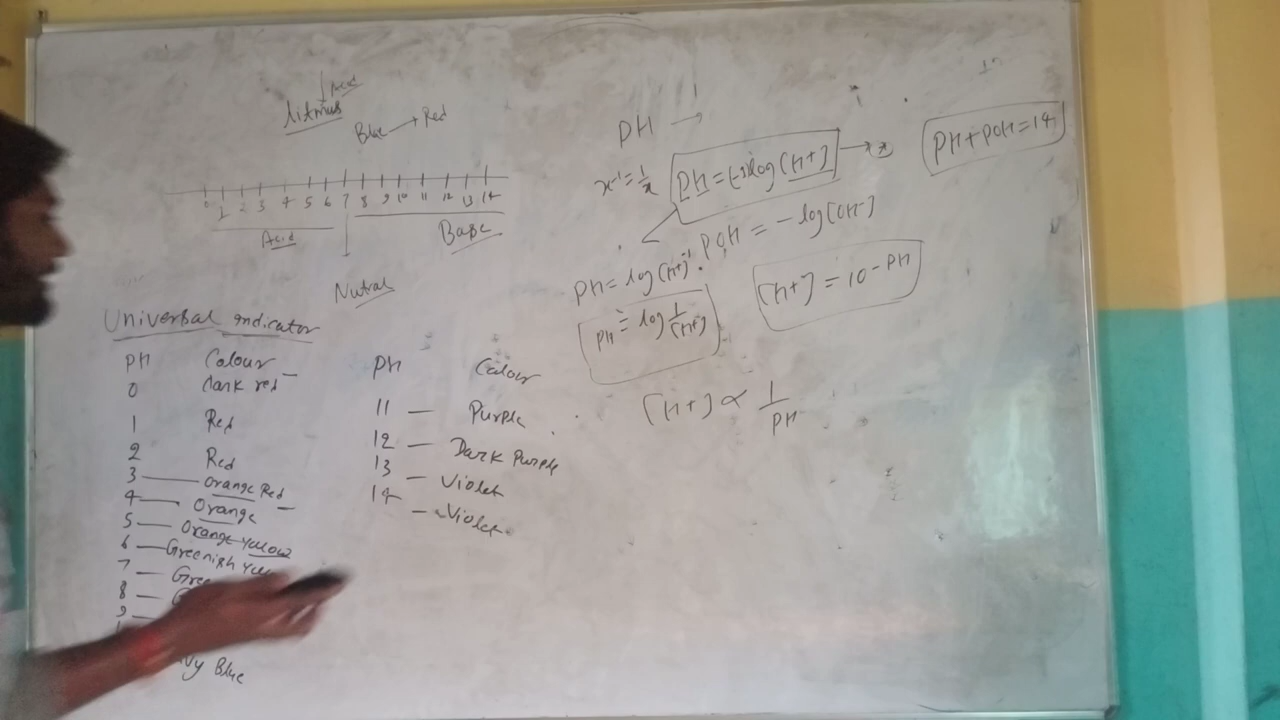 Acid
litmus
Blue → Red
0 1 2 3 4 5 6 7 8 9 10 11 12 13 14
Acid
Base
Nutral
Univerbal indicator
PH Colour
0 dark red
1 Red
2 Red
3 — orange Red
4 — Orange
5 — Orange Yellow
6 — Greenish
7 —
8 —
9 —
Blue
PH Colour
11 — Purple
12 — Dark Purple
13 — Violet
14 — Violet
PH →
x⁻¹ = 1/x
PH = (-1) log [H+] →
PH + POH = 14
POH = - log [OH-]
PH = log [H+]⁻¹
[H+] = 10⁻ᴾᴴ
PH = log 1/[H+]
[H+] ∝ 1/PH